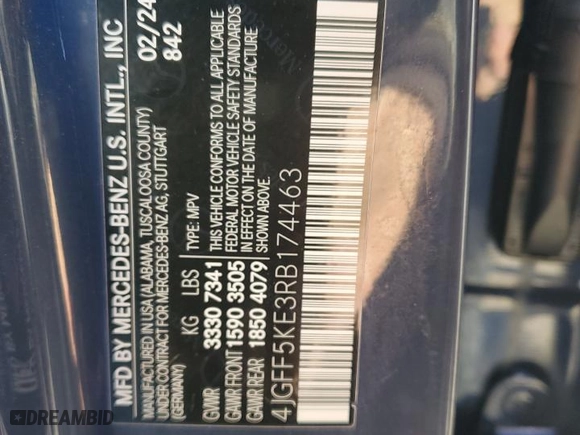 MFD BY MERCEDES-BENZ U.S. INTL., INC
MANUFACTURED IN USA (ALABAMA, TUSCALOOSA COUNTY)
UNDER CONTRACT FOR MERCEDES-BENZ AG, STUTTGART
(GERMANY)
02/24
842
KG LBS TYPE: MPV
GVWR 3330 7341
GAWR FRONT 1590 3505
GAWR REAR 1850 4079
THIS VEHICLE CONFORMS TO ALL APPLICABLE
FEDERAL MOTOR VEHICLE SAFETY STANDARDS
IN EFFECT ON THE DATE OF MANUFACTURE
SHOWN ABOVE.
4JGFF5KE3RB174463
DREAMBID